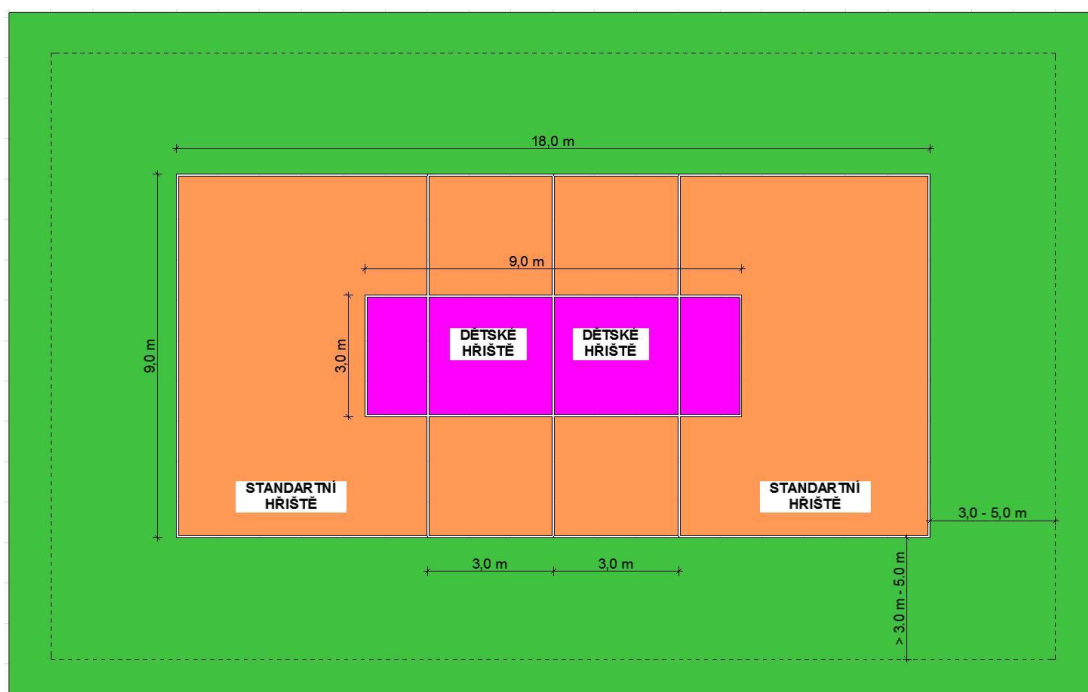 18,0 m
9,0 m
9,0 m
3,0 m
DĚTSKÉ
HŘIŠTĚ
DĚTSKÉ
HŘIŠTĚ
STANDARTNÍ
HŘIŠTĚ
STANDARTNÍ
HŘIŠTĚ
3,0 - 5,0 m
3,0 m
3,0 m
> 3.0 m - 5.0 m